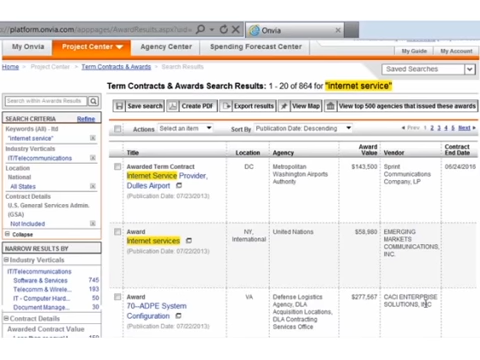 platform.onvia.com/apppages/AwardResults.aspx?uid=
Onvia
My Onvia Project Center Agency Center Spending Forecast Center
My Guide My Account
Home > Project Center > Term Contracts & Awards > Search Results
Saved Searches
Term Contracts & Awards Search Results: 1 - 20 of 864 for "internet service"
Search within Awards Results
Save search Create PDF Export results View Map View top 500 agencies that issued these awards
SEARCH CRITERIA Refine
Keywords (All)
"internet service"
Industry Verticals
IT/Telecommunications
Location
National
All States
Contract Details
U.S. General Services Admin. (GSA)
Not Included
Collapse
NARROW RESULTS BY
Industry Verticals
IT/Telecommunications
Software & Services 745
Telecomm & Wirele... 193
IT - Computer Hard... 50
Document Manage... 30
Contract Details
Awarded Contract Value
Actions Select an item Sort By Publication Date: Descending Prev 1 2 3 4 5 Next
Title Location Agency Award Value Vendor Contract End Date
Awarded Term Contract
Internet Service Provider, Dulles Airport
(Publication Date: 07/23/2013)
DC
Metropolitan Washington Airports Authority
$143,500
Sprint Communications Company, LP
06/24/2016
Award
Internet services
(Publication Date: 07/22/2013)
NY, International
United Nations
$58,980
EMERGING MARKETS COMMUNICATIONS, INC.
Award
70--ADPE System Configuration
(Publication Date: 07/22/2013)
VA
Defense Logistics Agency, DLA Acquisition Locations, DLA Contracting Services Office
$277,567
CACI ENTERPRISE SOLUTIONS, INC